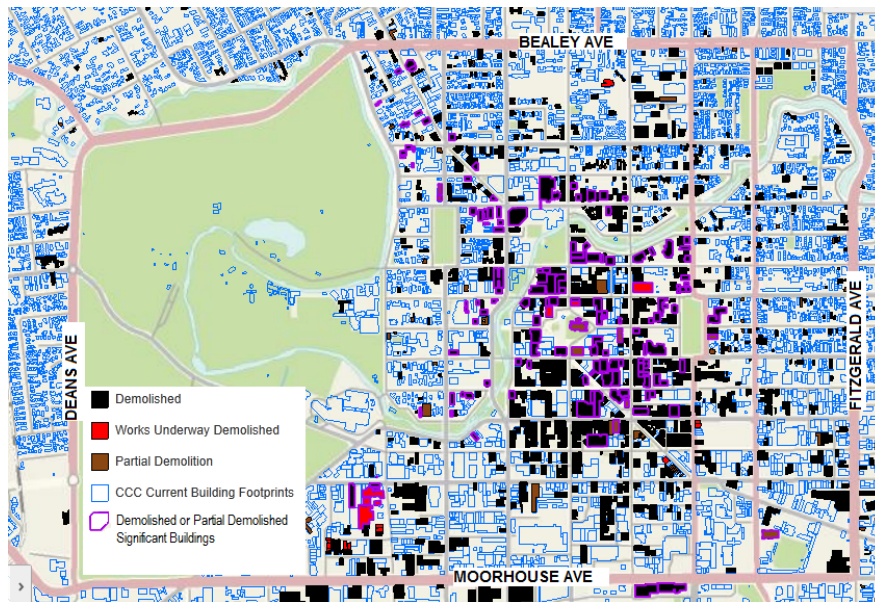 BEALEY AVE
DEANS AVE
FITZGERALD AVE
Demolished
Works Underway Demolished
Partial Demolition
CCC Current Building Footprints
Demolished or Partial Demolished
Significant Buildings
MOORHOUSE AVE